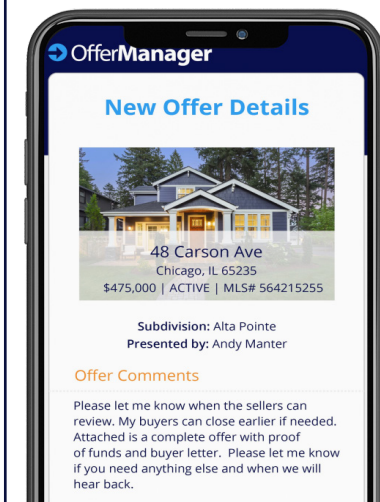 OfferManager
New Offer Details
48 Carson Ave
Chicago, IL 65235
$475,000 | ACTIVE | MLS# 564215255
Subdivision: Alta Pointe
Presented by: Andy Manter
Offer Comments
Please let me know when the sellers can
review. My buyers can close earlier if needed.
Attached is a complete offer with proof
of funds and buyer letter.  Please let me know
if you need anything else and when we will
hear back.